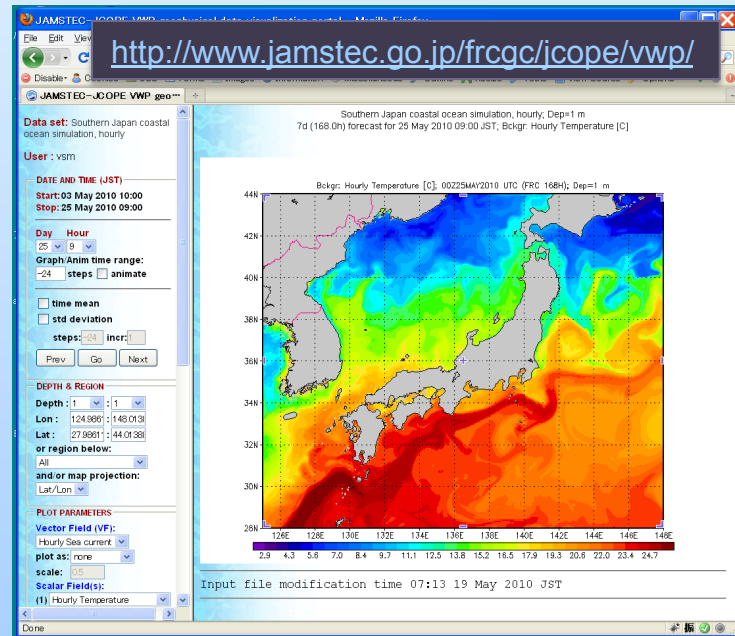 JAMSTEC-JCOPE VWP geophysical data visualization portal - Mozilla Firefox
File Edit View
http://www.jamstec.go.jp/frcgc/jcope/vwp/
Disable
JAMSTEC-JCOPE VWP geo…
Data set: Southern Japan coastal
ocean simulation, hourly
User : vsm
DATE AND TIME (JST)
Start: 03 May 2010 10:00
Stop: 25 May 2010 09:00
Day Hour
25 9
Graph/Anim time range:
-24 steps animate
time mean
std deviation
steps: -24 incr: 1
Prev Go Next
DEPTH & REGION
Depth : 1 : 1
Lon : 124.986 : 148.013
Lat : 27.986 : 44.0138
or region below:
All
and/or map projection:
Lat/Lon
PLOT PARAMETERS
Vector Field (VF):
Hourly Sea current
plot as: none
scale: 0.5
Scalar Field(s):
(1) Hourly Temperature
Southern Japan coastal ocean simulation, hourly; Dep=1 m
7d (168.0h) forecast for 25 May 2010 09:00 JST; Bckgr: Hourly Temperature [C]
Bckgr: Hourly Temperature [C]; 00Z25MAY2010 UTC (FRC 168H); Dep=1 m
44N
42N
40N
38N
36N
34N
32N
30N
28N
126E 128E 130E 132E 134E 136E 138E 140E 142E 144E 146E 148E
2.9 4.3 5.6 7.0 8.4 9.7 11.1 12.5 13.8 15.2 16.5 17.9 19.3 20.6 22.0 23.4 24.7
Input file modification time 07:13 19 May 2010 JST
Done
振